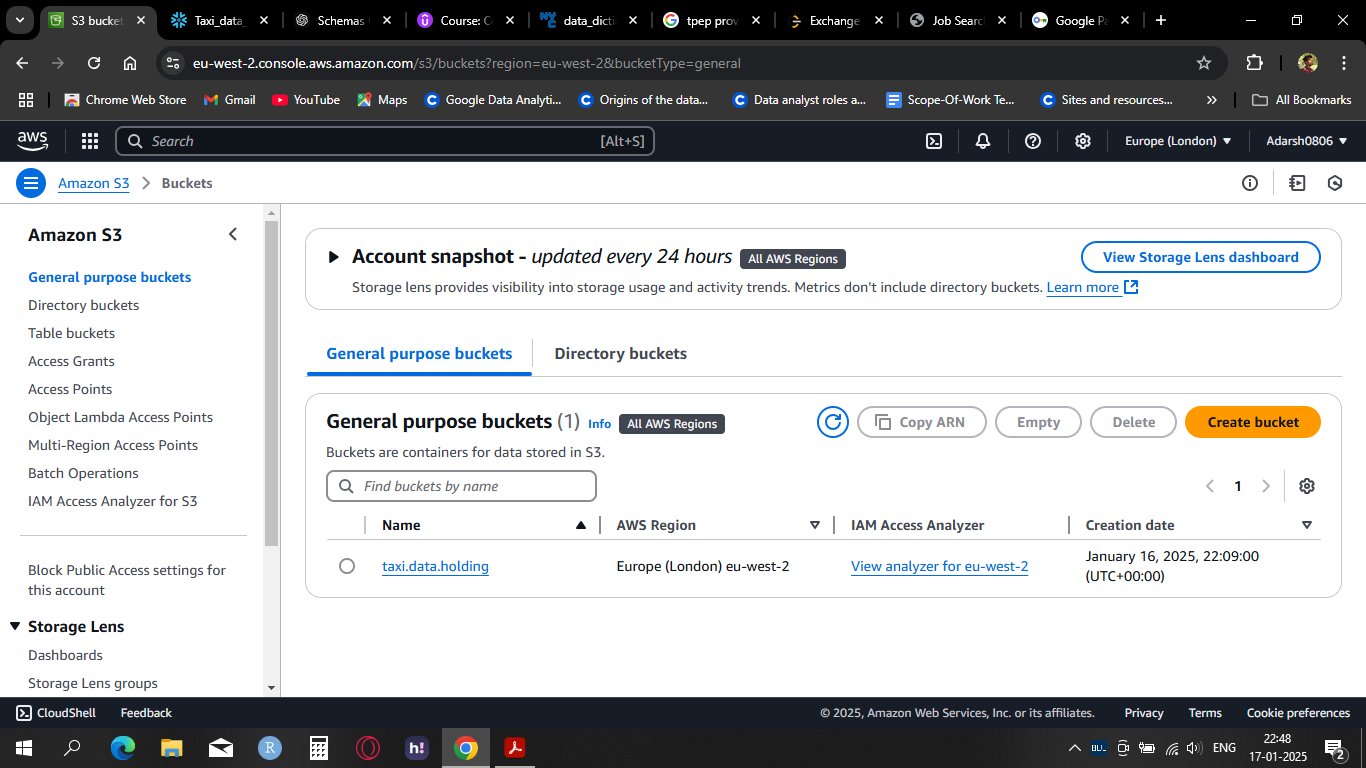 S3 bucket
Taxi_data_
Schemas
Course: C
data_dicti
tpep prov
Exchange
Job Searc
Google Pa
eu-west-2.console.aws.amazon.com/s3/buckets?region=eu-west-2&bucketType=general
Chrome Web Store
Gmail
YouTube
Maps
Google Data Analyti...
Origins of the data...
Data analyst roles a...
Scope-Of-Work Te...
Sites and resources...
All Bookmarks
aws
Search
[Alt+S]
Europe (London)
Adarsh0806
Amazon S3
Buckets
Amazon S3
General purpose buckets
Directory buckets
Table buckets
Access Grants
Access Points
Object Lambda Access Points
Multi-Region Access Points
Batch Operations
IAM Access Analyzer for S3
Block Public Access settings for
this account
Storage Lens
Dashboards
Storage Lens groups
Account snapshot - updated every 24 hours All AWS Regions
View Storage Lens dashboard
Storage lens provides visibility into storage usage and activity trends. Metrics don't include directory buckets. Learn more
General purpose buckets
Directory buckets
General purpose buckets (1) Info All AWS Regions
Copy ARN
Empty
Delete
Create bucket
Buckets are containers for data stored in S3.
Find buckets by name
1
Name
AWS Region
IAM Access Analyzer
Creation date
taxi.data.holding
Europe (London) eu-west-2
View analyzer for eu-west-2
January 16, 2025, 22:09:00
(UTC+00:00)
CloudShell
Feedback
© 2025, Amazon Web Services, Inc. or its affiliates.
Privacy
Terms
Cookie preferences
R
h!
ENG
22:48
17-01-2025
2